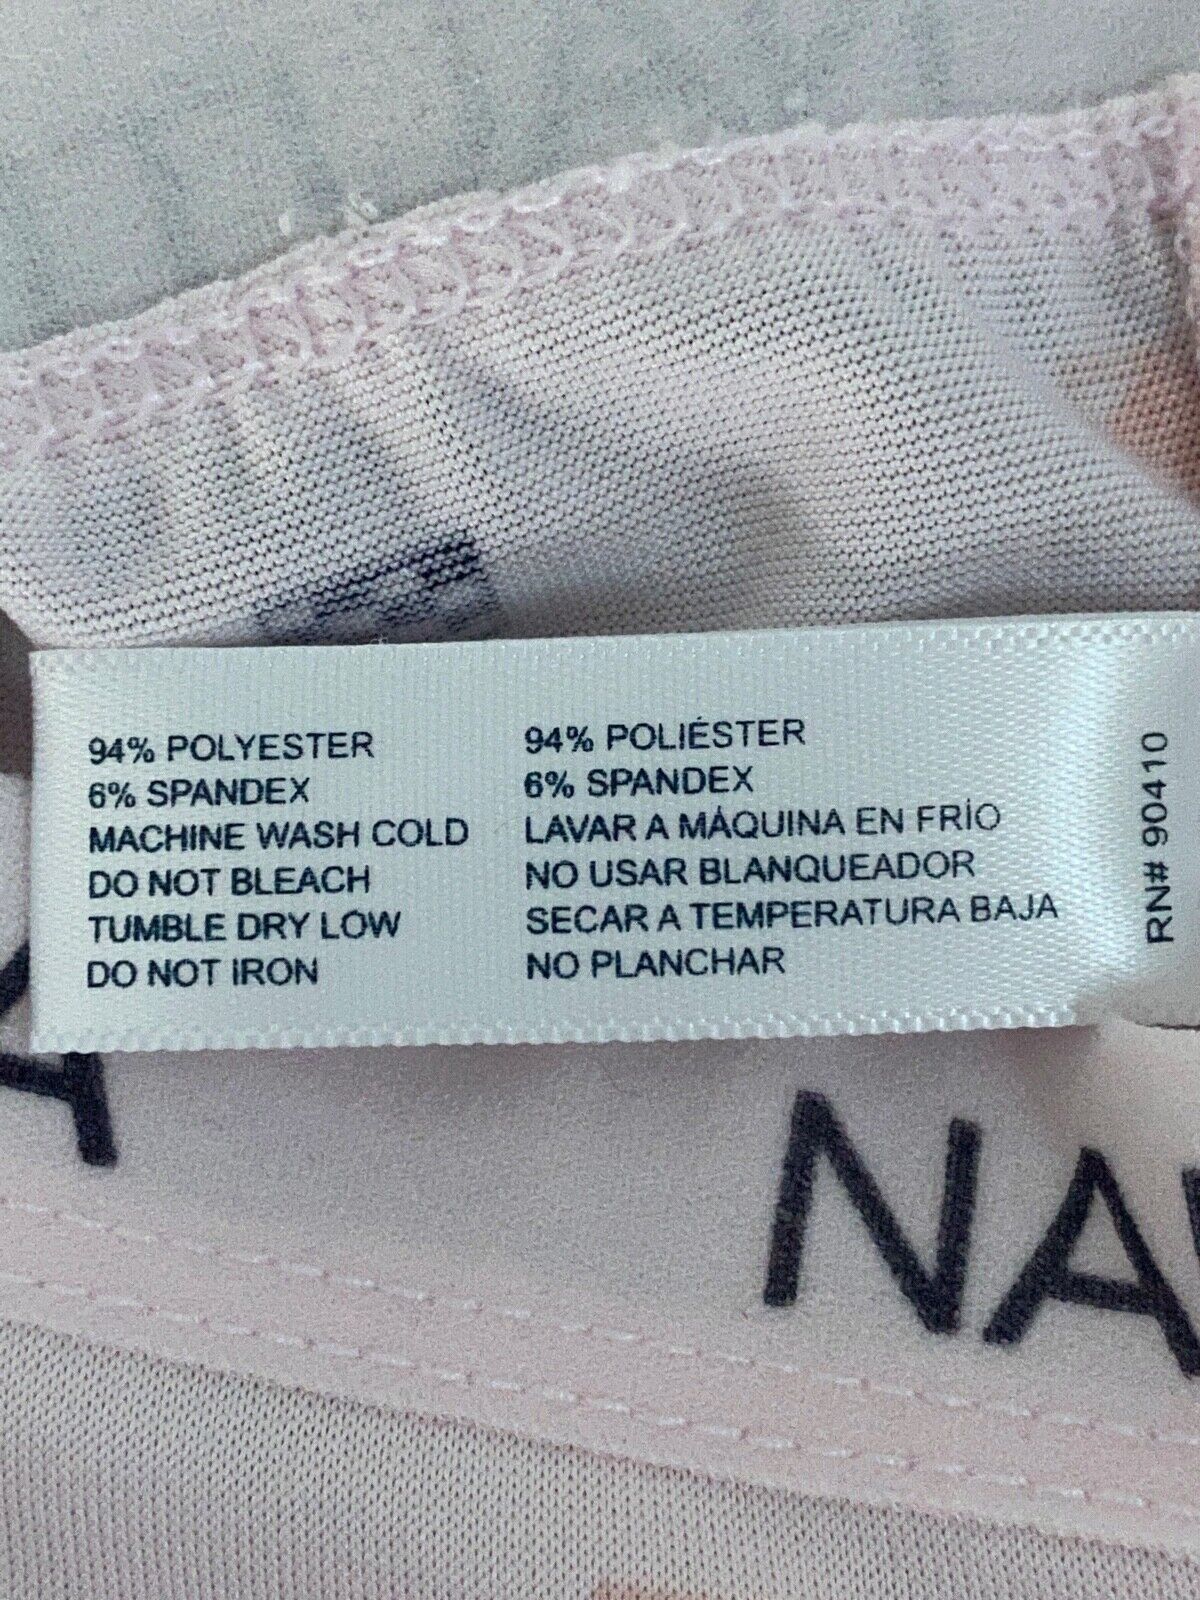 94% POLYESTER
6% SPANDEX
MACHINE WASH COLD
DO NOT BLEACH
TUMBLE DRY LOW
DO NOT IRON
94% POLIÉSTER
6% SPANDEX
LAVAR A MÁQUINA EN FRÍO
NO USAR BLANQUEADOR
SECAR A TEMPERATURA BAJA
NO PLANCHAR
RN# 90410